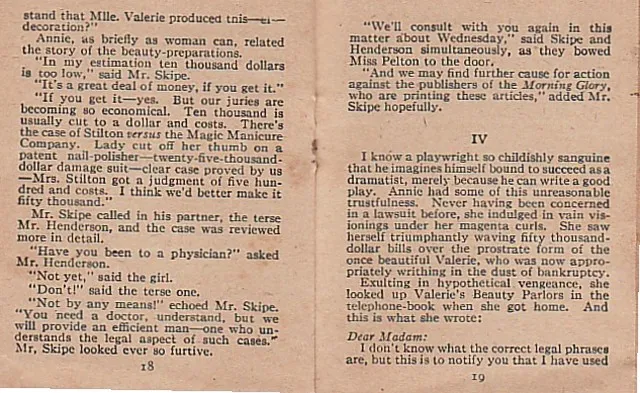 stand that Mlle. Valerie produced this—er—
decoration?"
Annie, as briefly as woman can, related
the story of the beauty-preparations.
"In my estimation ten thousand dollars
is too low," said Mr. Skipe.
"It's a great deal of money, if you get it."
"If you get it—yes. But our juries are
becoming so economical. Ten thousand is
usually cut to a dollar and costs. There's
the case of Stilton versus the Magic Manicure
Company. Lady cut off her thumb on a
patent nail-polisher—twenty-five-thousand-
dollar damage suit—clear case proved by us
—Mrs. Stilton got a judgment of five hun-
dred and costs. I think we'd better make it
fifty thousand."
Mr. Skipe called in his partner, the terse
Mr. Henderson, and the case was reviewed
more in detail.
"Have you been to a physician?" asked
Mr. Henderson.
"Not yet," said the girl.
"Don't!" said the terse one.
"Not by any means!" echoed Mr. Skipe.
"You need a doctor, understand, but we
will provide an efficient man—one who un-
derstands the legal aspect of such cases."
Mr. Skipe looked ever so furtive.
18
"We'll consult with you again in this
matter about Wednesday," said Skipe and
Henderson simultaneously, as they bowed
Miss Pelton to the door.
"And we may find further cause for action
against the publishers of the Morning Glory,
who are printing these articles," added Mr.
Skipe hopefully.
IV
I know a playwright so childishly sanguine
that he imagines himself bound to succeed as a
dramatist, merely because he can write a good
play. Annie had some of this unreasonable
trustfulness. Never having been concerned
in a lawsuit before, she indulged in vain vis-
ionings under her magenta curls. She saw
herself triumphantly waving fifty thousand-
dollar bills over the prostrate form of the
once beautiful Valerie, who was now appro-
priately writhing in the dust of bankruptcy.
Exulting in hypothetical vengeance, she
looked up Valerie's Beauty Parlors in the
telephone-book when she got home. And
this is what she wrote:
Dear Madam:
I don't know what the correct legal phrases
are, but this is to notify you that I have used
19